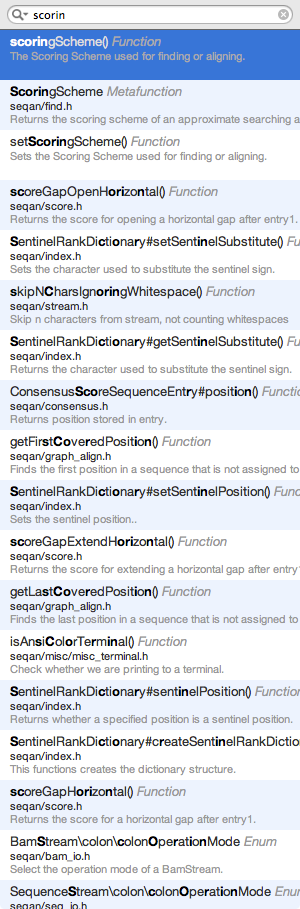 scorin
scoringScheme() Function
The Scoring Scheme used for finding or aligning.
ScoringScheme Metafunction
seqan/find.h
Returns the scoring scheme of an approximate searching a
setScoringScheme() Function
Sets the Scoring Scheme used for finding or aligning.
scoreGapOpenHorizontal() Function
seqan/score.h
Returns the score for opening a horizontal gap after entry1.
SentinelRankDictionary#setSentinelSubstitute() Fu
seqan/index.h
Sets the character used to substitute the sentinel sign.
skipNCharsIgnoringWhitespace() Function
seqan/stream.h
Skip n characters from stream, not counting whitespaces
SentinelRankDictionary#getSentinelSubstitute() Fu
seqan/index.h
Returns the character used to substitute the sentinel sign.
ConsensusScoreSequenceEntry#position() Functio
seqan/consensus.h
Returns position stored in entry.
getFirstCoveredPosition() Function
seqan/graph_align.h
Finds the first position in a sequence that is not assigned to
SentinelRankDictionary#setSentinelPosition() Func
seqan/index.h
Sets the sentinel position..
scoreGapExtendHorizontal() Function
seqan/score.h
Returns the score for extending a horizontal gap after entry1
getLastCoveredPosition() Function
seqan/graph_align.h
Finds the last position in a sequence that is not assigned to
isAnsiColorTerminal() Function
seqan/misc/misc_terminal.h
Check whether we are printing to a terminal.
SentinelRankDictionary#sentinelPosition() Function
seqan/index.h
Returns whether a specified position is a sentinel position.
SentinelRankDictionary#createSentinelRankDictio
seqan/index.h
This functions creates the dictionary structure.
scoreGapHorizontal() Function
seqan/score.h
Returns the score for a horizontal gap after entry1.
BamStream\colon\colonOperationMode Enum
seqan/bam_io.h
Select the operation mode of a BamStream.
SequenceStream\colon\colonOperationMode Enum
seqan/seq_io.h